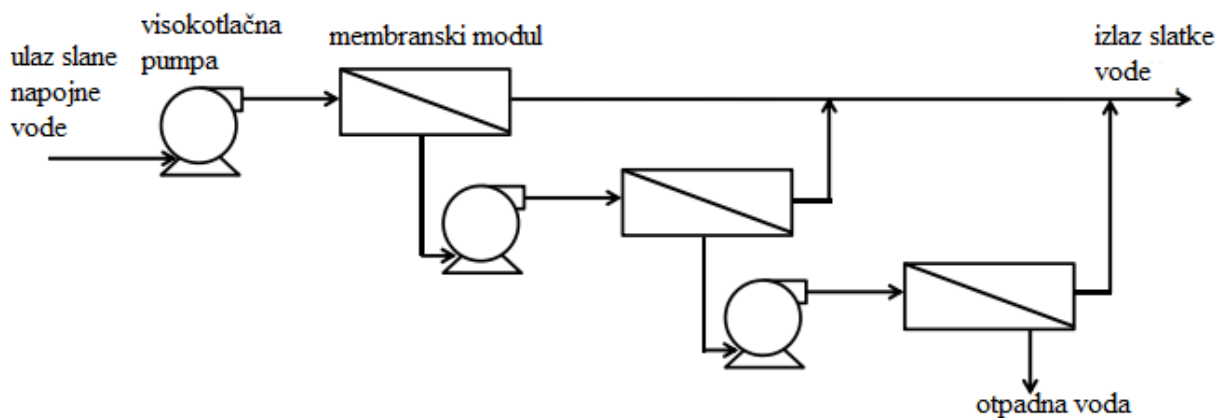 ulaz slane
napojne
vode
visokotlačna
pumpa
membranski modul
izlaz slatke
vode
otpadna voda